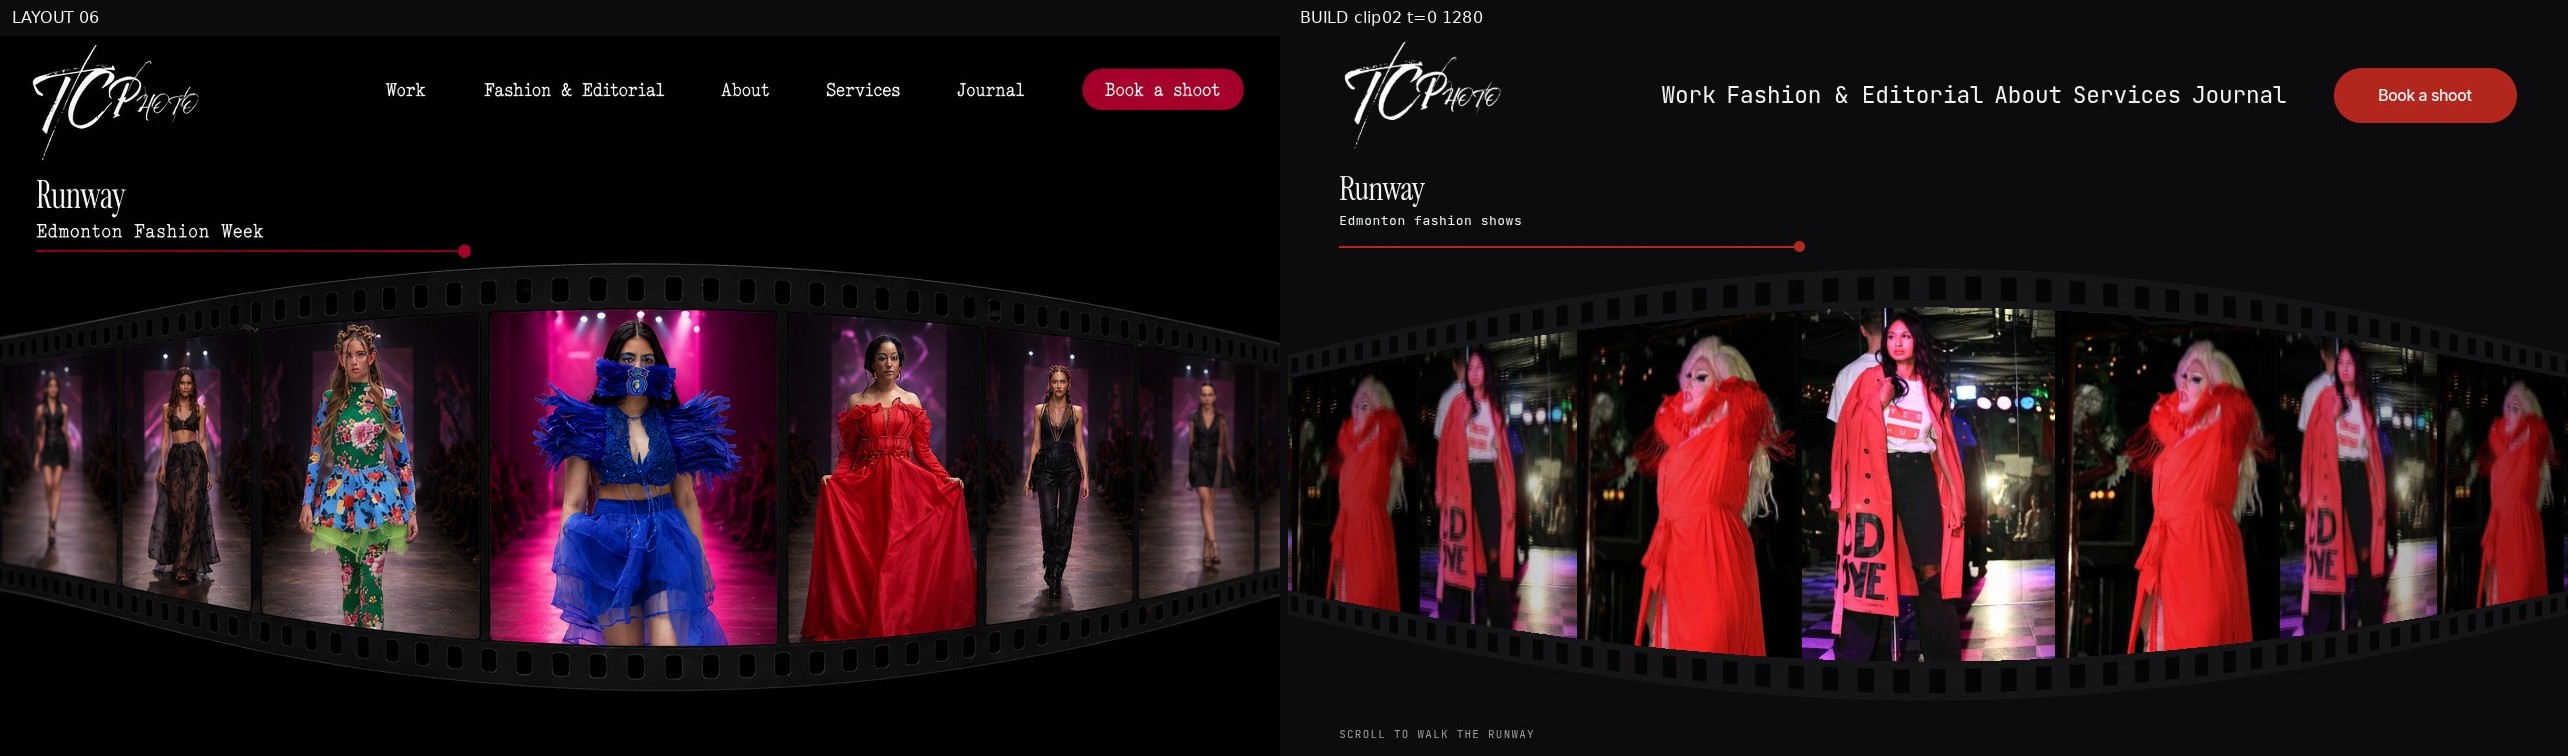 LAYOUT 06
TCPHOTO
Work Fashion & Editorial About Services Journal Book a shoot
Runway
Edmonton Fashion Week
BUILD clip02 t=0 1280
TCPHOTO
Work Fashion & Editorial About Services Journal Book a shoot
Runway
Edmonton fashion shows
SCROLL TO WALK THE RUNWAY